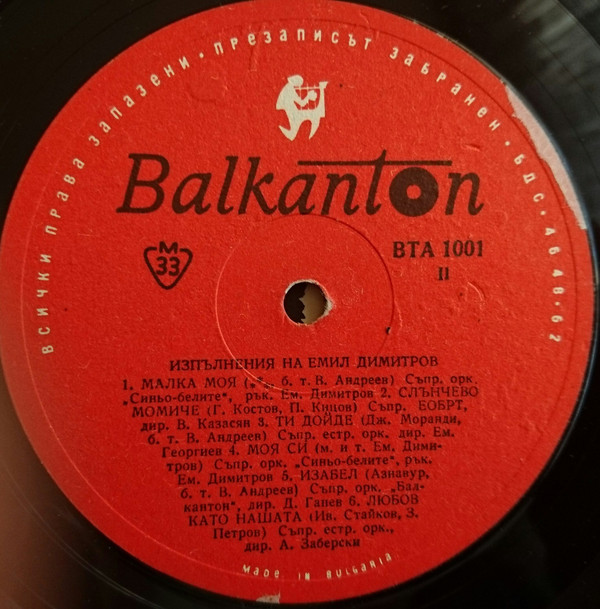 ВСИЧКИ ПРАВА ЗАПАЗЕНИ · ПРЕЗАПИСЪТ ЗАБРАНЕН · БДС · 4648-62
Balkanton
М
33
ВТА 1001
II
ИЗПЪЛНЕНИЯ НА ЕМИЛ ДИМИТРОВ
1. МАЛКА МОЯ б. т. В. Андреев) Съпр. орк.
„Синьо-белите“, рък. Ем. Димитров 2. СЛЪНЧЕВО
МОМИЧЕ (Г. Костов, П. Кицов) Съпр. ЕОБРТ,
дир. В. Казасян 3. ТИ ДОЙДЕ (Дж. Моранди,
б. т. В. Андреев) Съпр. естр. орк. дир. Ем.
Георгиев 4. МОЯ СИ (м. и т. Ем. Дими-
тров) Съпр. орк. „Синьо-белите“, рък.
Ем. Димитров 5. ИЗАБЕЛ (Азнавур,
б. т. В. Андреев) Съпр. орк. „Бал-
кантон“, дир. Д. Ганев 6. ЛЮБОВ
КАТО НАШАТА (Ив. Стайков, З.
Петров) Съпр. естр. орк.,
дир. А. Заберски
MADE IN BULGARIA